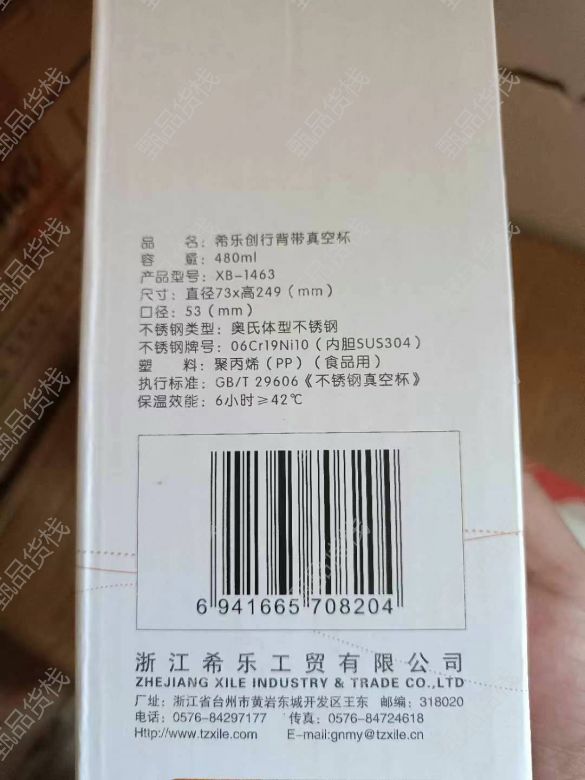 品 名：希乐创行背带真空杯
容 量：480ml
产品型号：XB-1463
尺寸：直径73x高249（mm）
口径：53（mm）
不锈钢类型：奥氏体型不锈钢
不锈钢牌号：06Cr19Ni10（内胆SUS304）
塑 料：聚丙烯（PP）（食品用）
执行标准：GB/T 29606《不锈钢真空杯》
保温效能：6小时≥42℃
6 941665 708204
浙江希乐工贸有限公司
ZHEJIANG XILE INDUSTRY & TRADE CO.,LTD
厂址：浙江省台州市黄岩东城开发区王东 邮编：318020
电话：0576-84297177 传真：0576-84724618
Http://www.tzxile.com E-mail:gnmy@tzxile.cn
甄品货栈